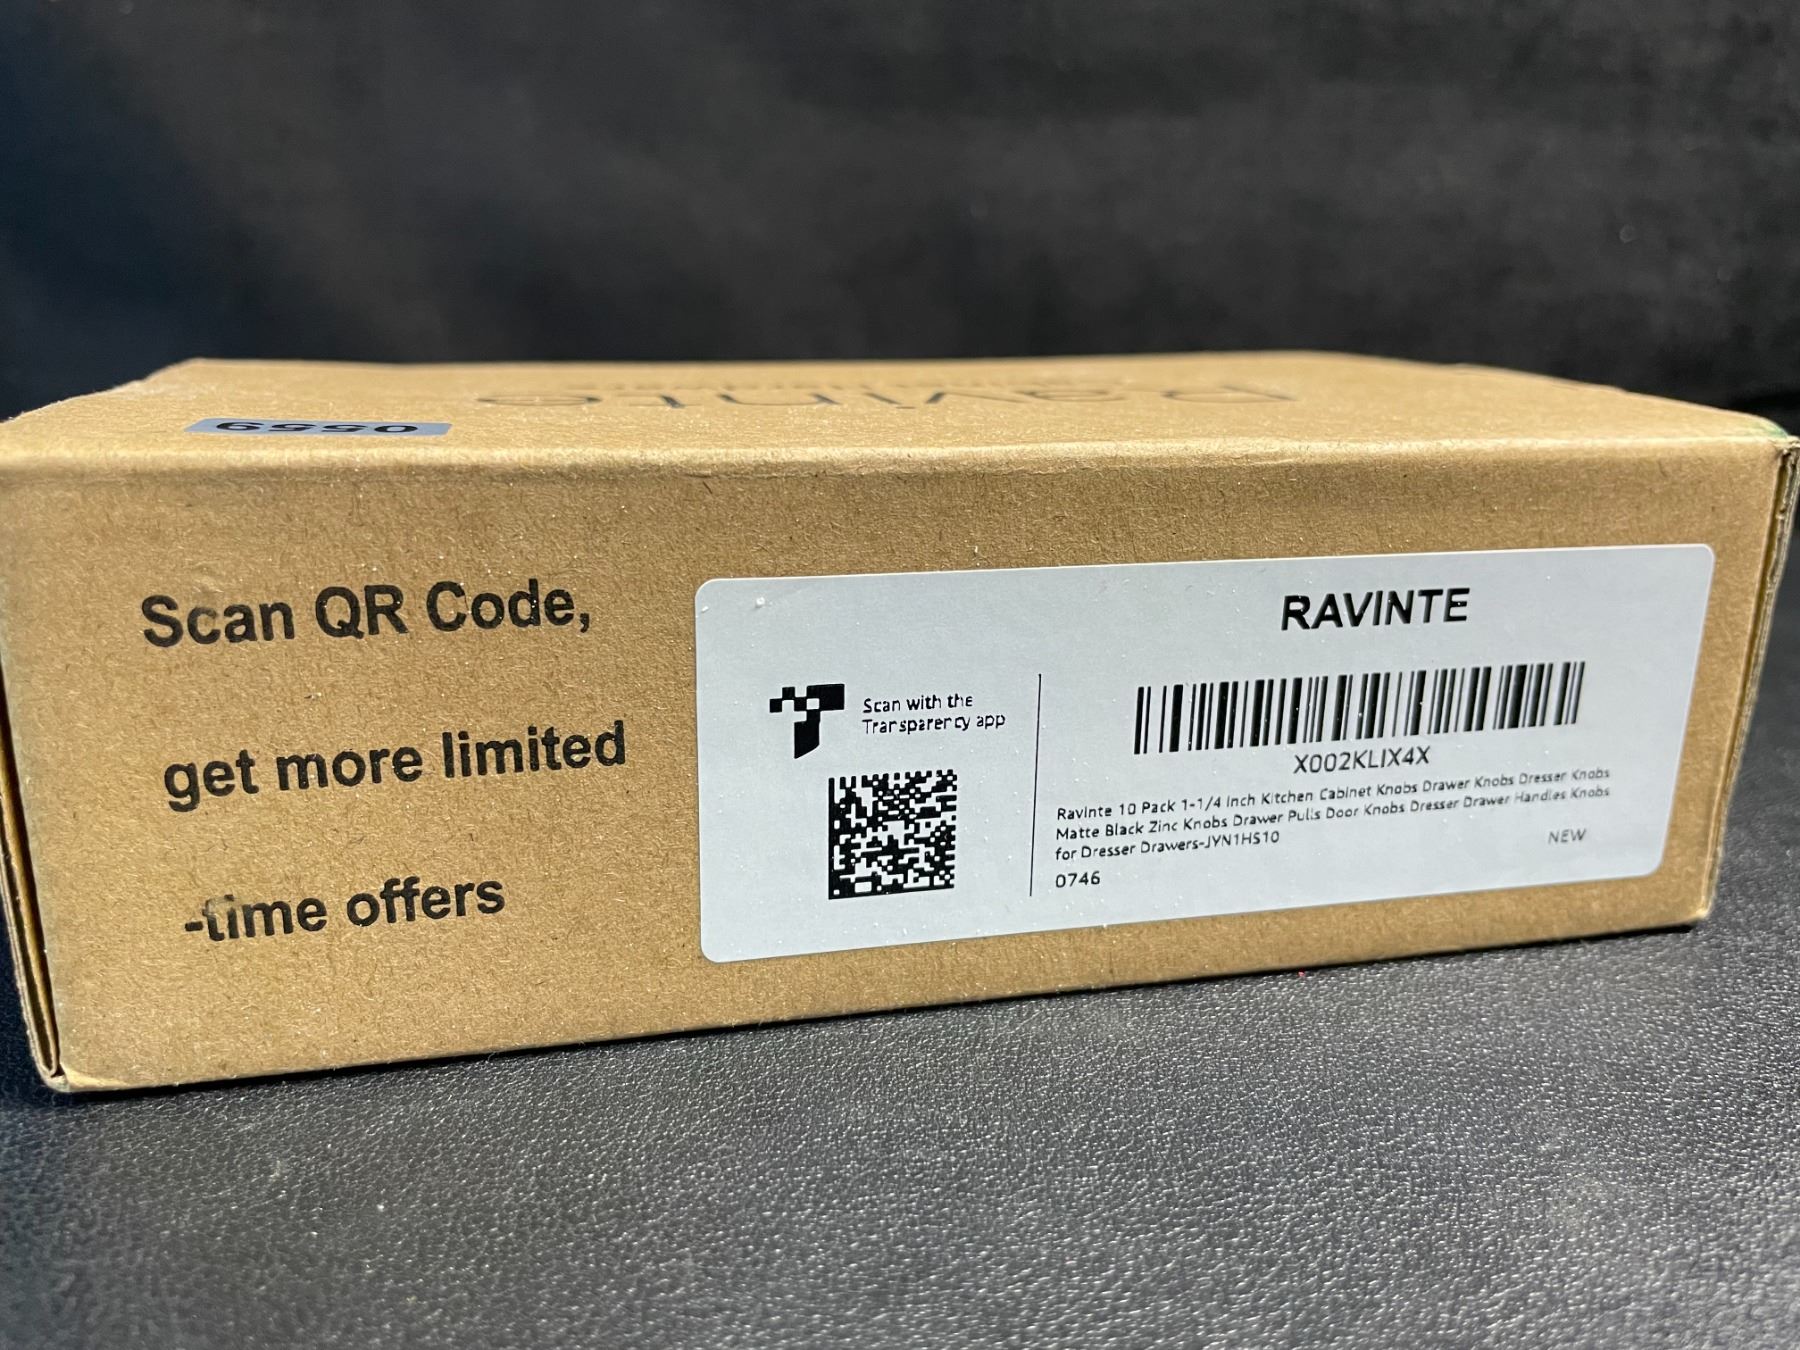 Ravinte
0559
Scan QR Code,
get more limited
-time offers
Scan with the
Transparency app
RAVINTE
X002KLIX4X
Ravinte 10 Pack 1-1/4 Inch Kitchen Cabinet Knobs Drawer Knobs Dresser Knobs
Matte Black Zinc Knobs Drawer Pulls Door Knobs Dresser Drawer Handles Knobs
for Dresser Drawers-JYN1HS10
NEW
0746